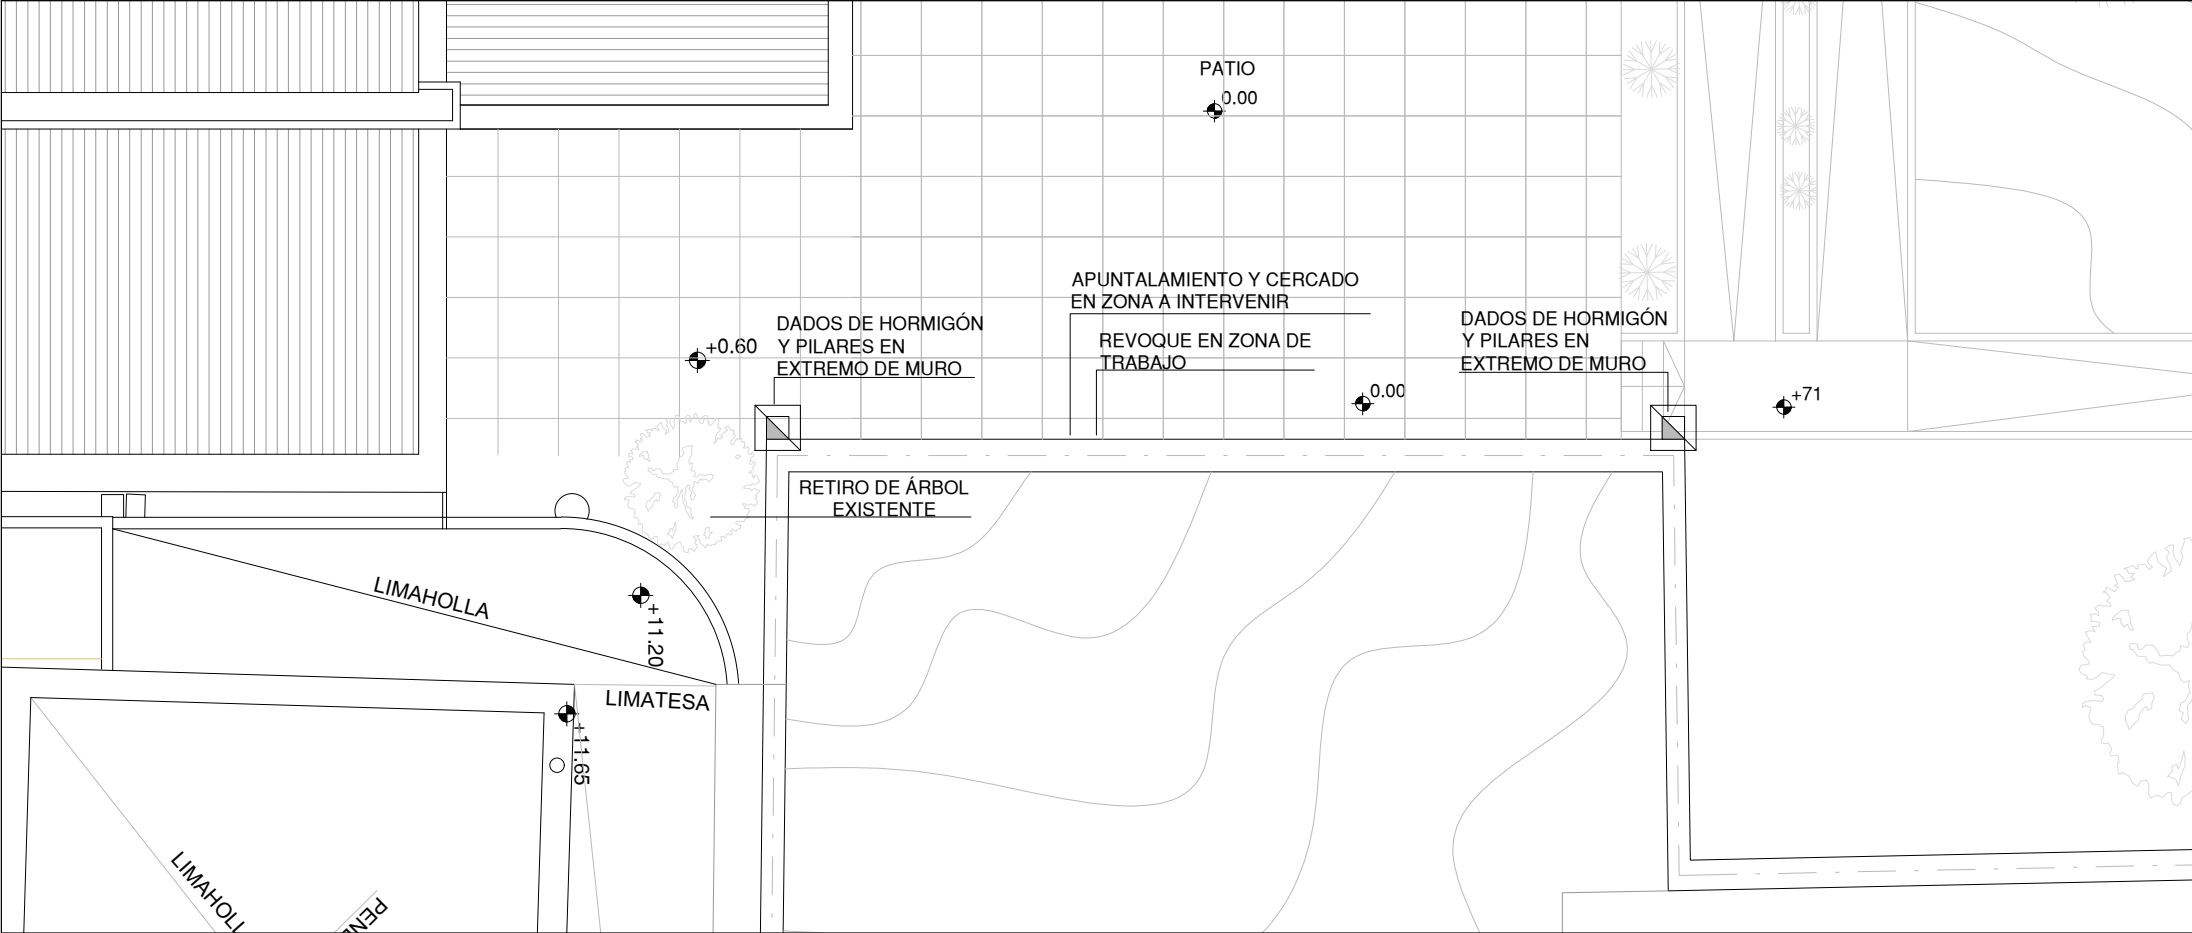 PATIO
0.00
APUNTALAMIENTO Y CERCADO
EN ZONA A INTERVENIR
DADOS DE HORMIGÓN
Y PILARES EN
EXTREMO DE MURO
+0.60
REVOQUE EN ZONA DE
TRABAJO
DADOS DE HORMIGÓN
Y PILARES EN
EXTREMO DE MURO
0.00
+71
RETIRO DE ÁRBOL
EXISTENTE
LIMAHOLLA
+11.20
LIMATESA
+11.65